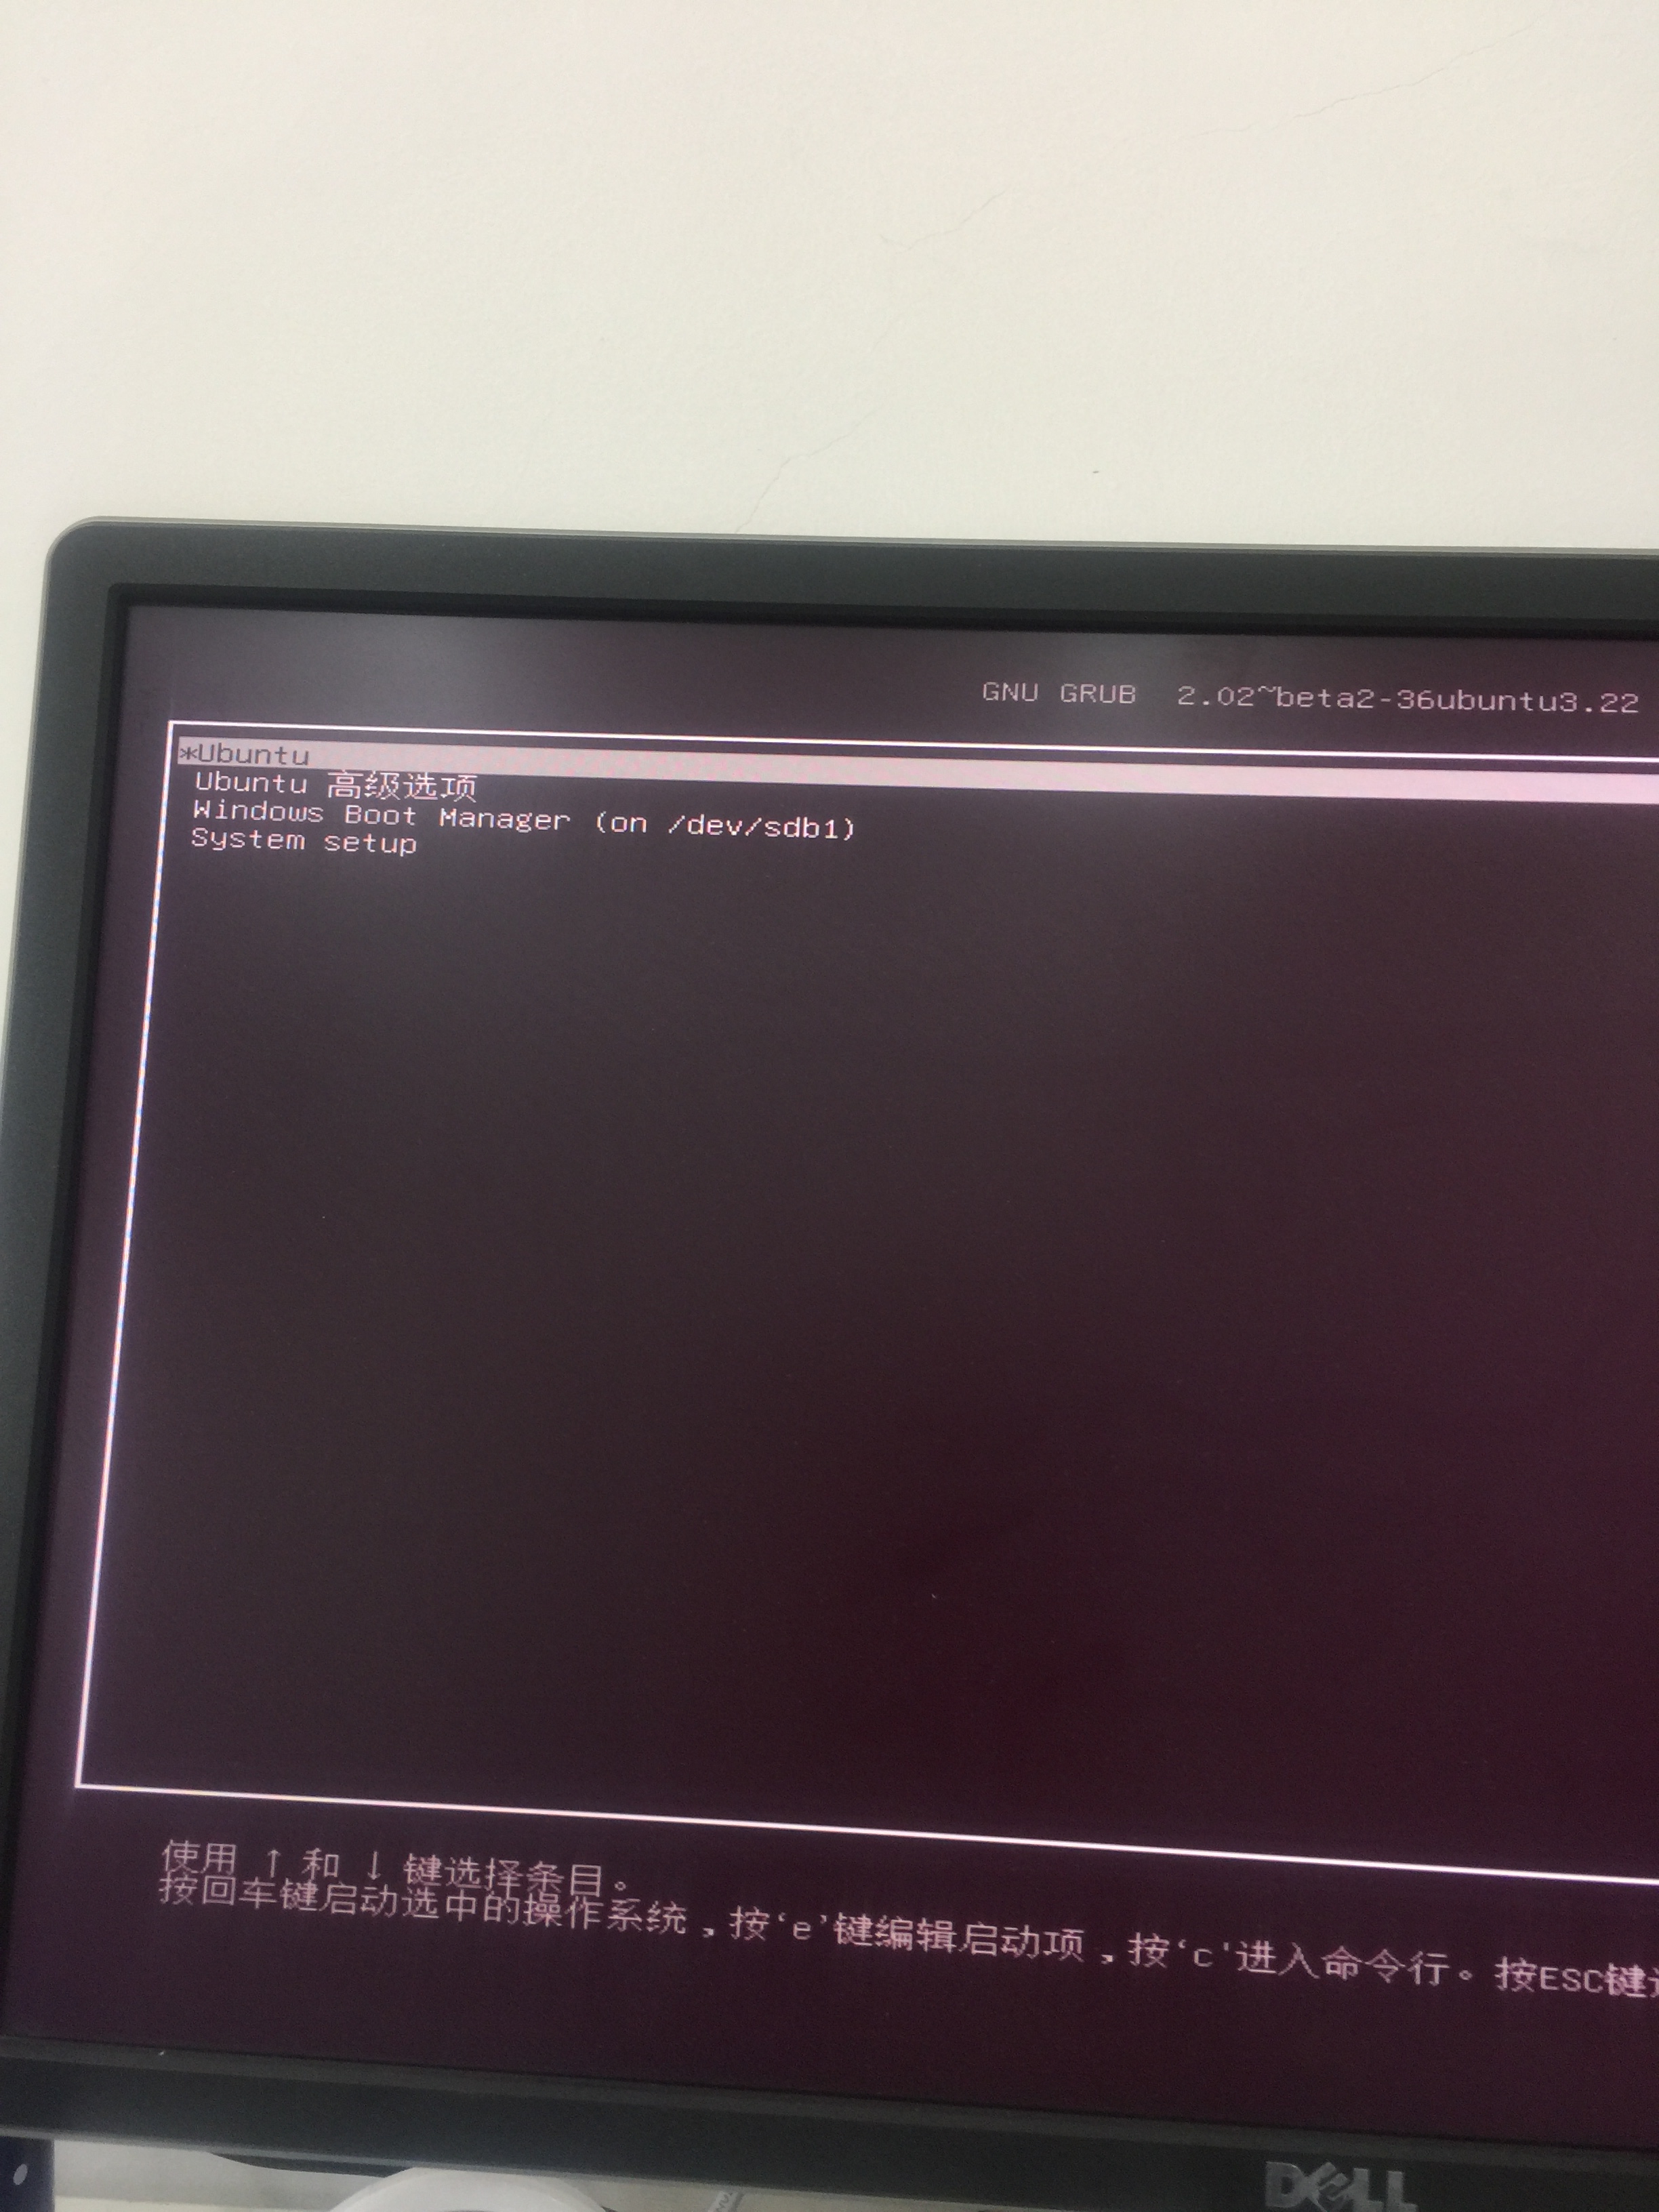 GNU GRUB  2.02~beta2-36ubuntu3.22
*Ubuntu
Ubuntu 高级选项
Windows Boot Manager (on /dev/sdb1)
System setup
使用 ↑ 和 ↓ 键选择条目。
按回车键启动选中的操作系统，按‘e’键编辑启动项，按‘c'进入命令行。按ESC键
DELL